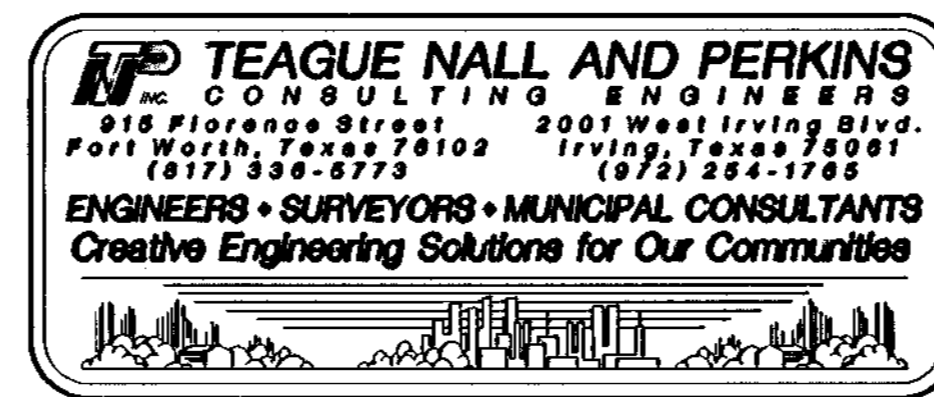 TNP INC. TEAGUE NALL AND PERKINS
CONSULTING ENGINEERS
915 Florence Street 2001 West Irving Blvd.
Fort Worth, Texas 76102 Irving, Texas 75061
(817) 336-5773 (972) 254-1765
ENGINEERS • SURVEYORS • MUNICIPAL CONSULTANTS
Creative Engineering Solutions for Our Communities